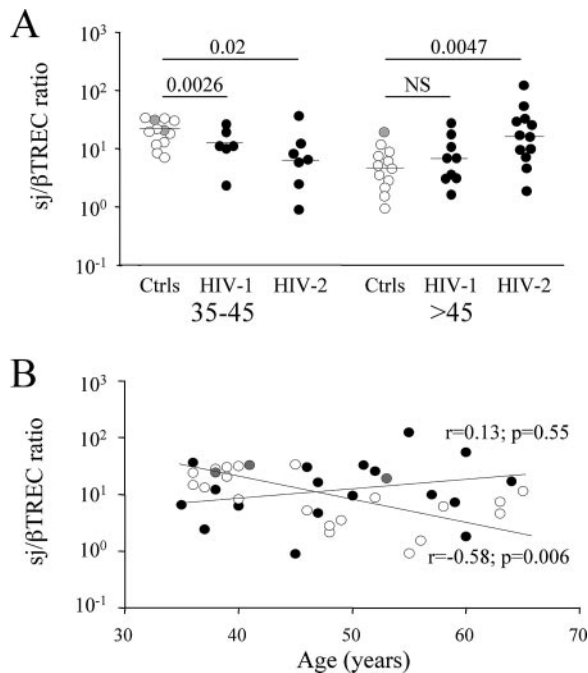 A
sj/βTREC ratio
10³
10²
10¹
10⁰
10⁻¹
0.02
0.0026
0.0047
NS
Ctrls HIV-1 HIV-2 Ctrls HIV-1 HIV-2
35-45 >45
B
sj/βTREC ratio
10³
10²
10¹
10⁰
10⁻¹
r=0.13; p=0.55
r=-0.58; p=0.006
30 40 50 60 70
Age (years)